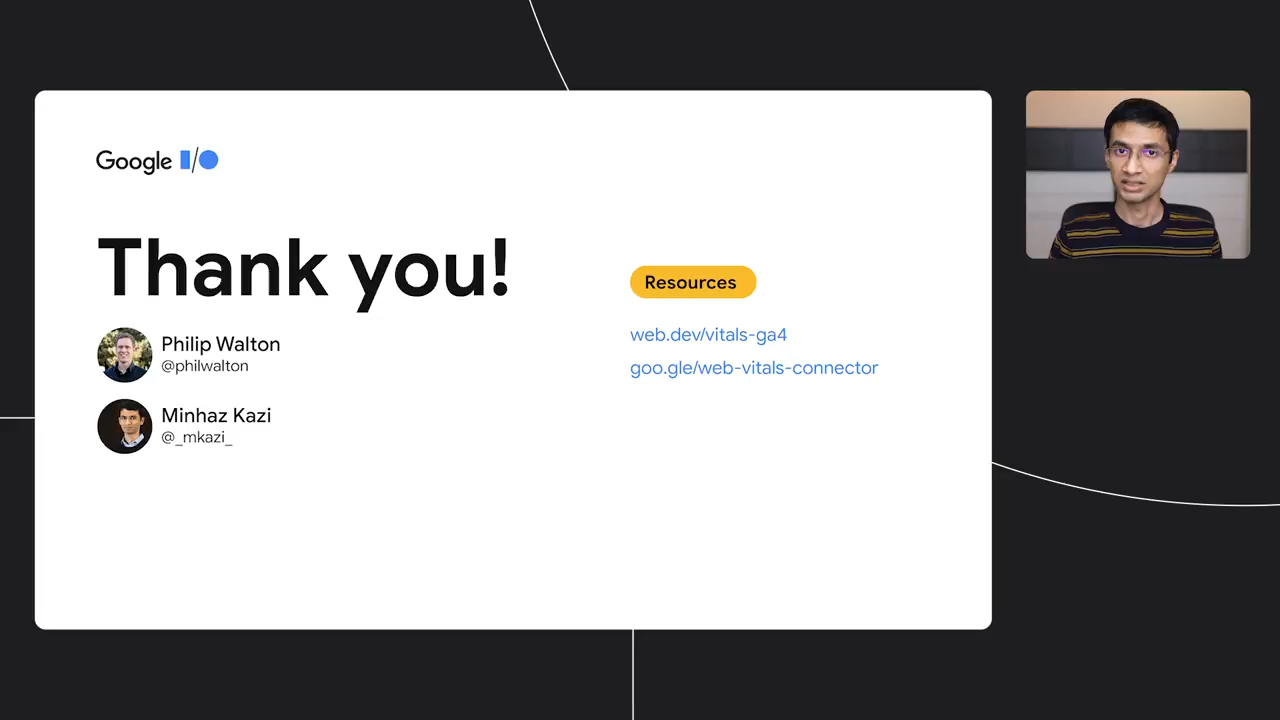 Google I/O
Thank you!
Philip Walton
@philwalton
Minhaz Kazi
@_mkazi_
Resources
web.dev/vitals-ga4
goo.gle/web-vitals-connector